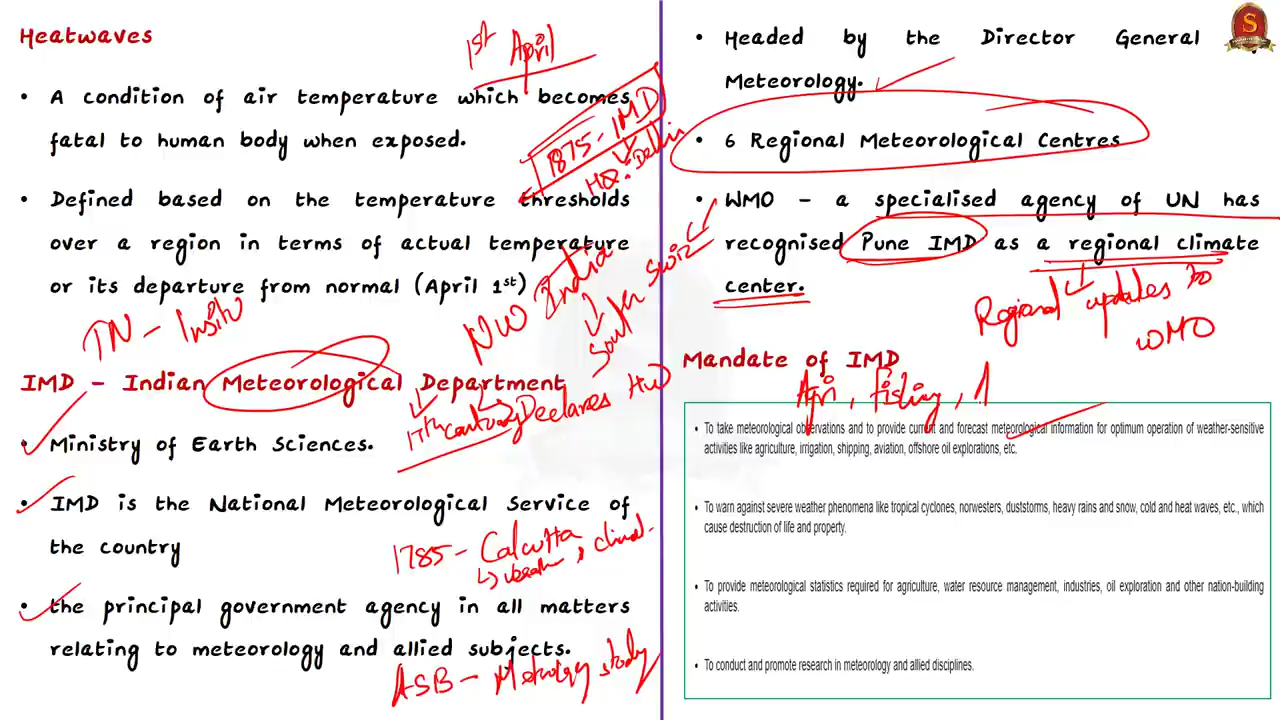 Heatwaves
1st April
• A condition of air temperature which becomes
fatal to human body when exposed.
1875 - IMD
HQ: Delhi
• Defined based on the temperature thresholds
over a region in terms of actual temperature
or its departure from normal (April 1st)
NW India
TN - Insitu
IMD - Indian Meteorological Department
17th century
Declares HW
• Ministry of Earth Sciences.
• IMD is the National Meteorological Service of
the country
1785 - Calcutta
• the principal government agency in all matters
relating to meteorology and allied subjects.
ASB - Meteorology study
• Headed by the Director General
Meteorology.
• 6 Regional Meteorological Centres
• WMO - a specialised agency of UN has
recognised Pune IMD as a regional climate
center.
Swiz
Regional updates to
WMO
Mandate of IMD
Agri, fishing,
• To take meteorological observations and to provide current and forecast meteorological information for optimum operation of weather-sensitive
activities like agriculture, irrigation, shipping, aviation, offshore oil explorations, etc.
• To warn against severe weather phenomena like tropical cyclones, norwesters, duststorms, heavy rains and snow, cold and heat waves, etc., which
cause destruction of life and property.
• To provide meteorological statistics required for agriculture, water resource management, industries, oil exploration and other nation-building
activities.
• To conduct and promote research in meteorology and allied disciplines.